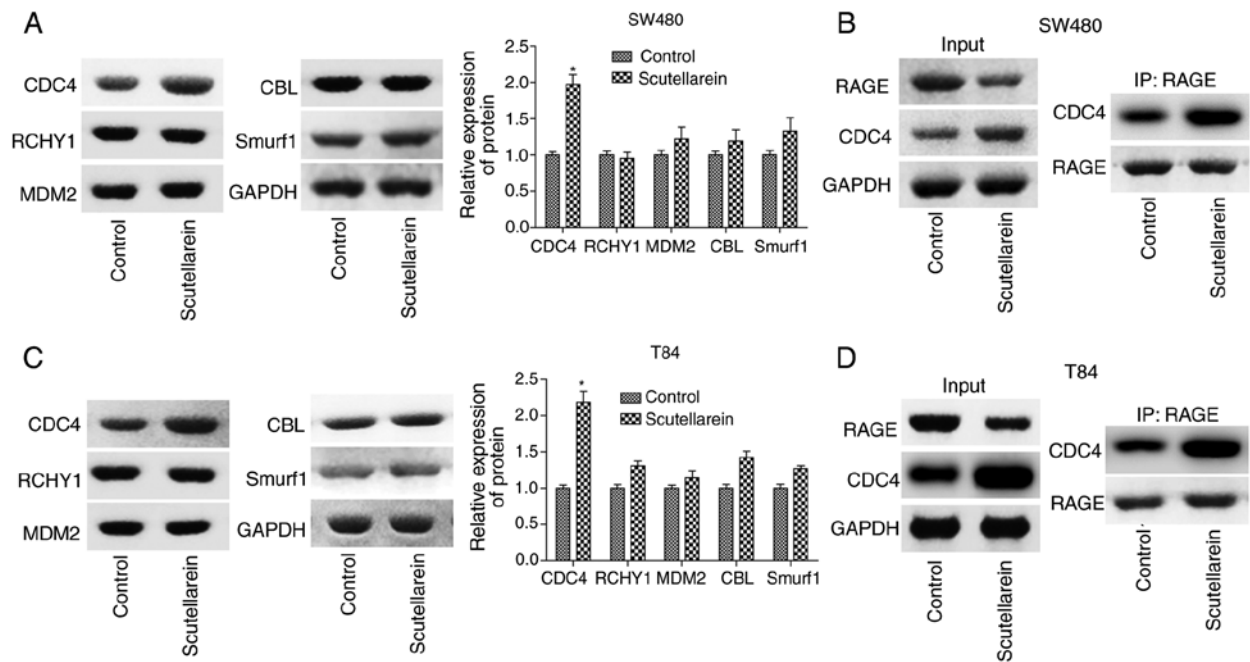 A
SW480
CDC4
RCHY1
MDM2
Control
Scutellarein
CBL
Smurf1
GAPDH
Control
Scutellarein
Relative expression
of protein
2.5
2.0
1.5
1.0
0.5
0.0
*
Control
Scutellarein
CDC4 RCHY1 MDM2 CBL Smurf1
B
SW480
Input
RAGE
CDC4
GAPDH
Control
Scutellarein
IP: RAGE
CDC4
RAGE
Control
Scutellarein
C
T84
CDC4
RCHY1
MDM2
Control
Scutellarein
CBL
Smurf1
GAPDH
Control
Scutellarein
Relative expression
of protein
2.5
2.0
1.5
1.0
0.5
0.0
*
Control
Scutellarein
CDC4 RCHY1 MDM2 CBL Smurf1
D
T84
Input
RAGE
CDC4
GAPDH
Control
Scutellarein
IP: RAGE
CDC4
RAGE
Control
Scutellarein